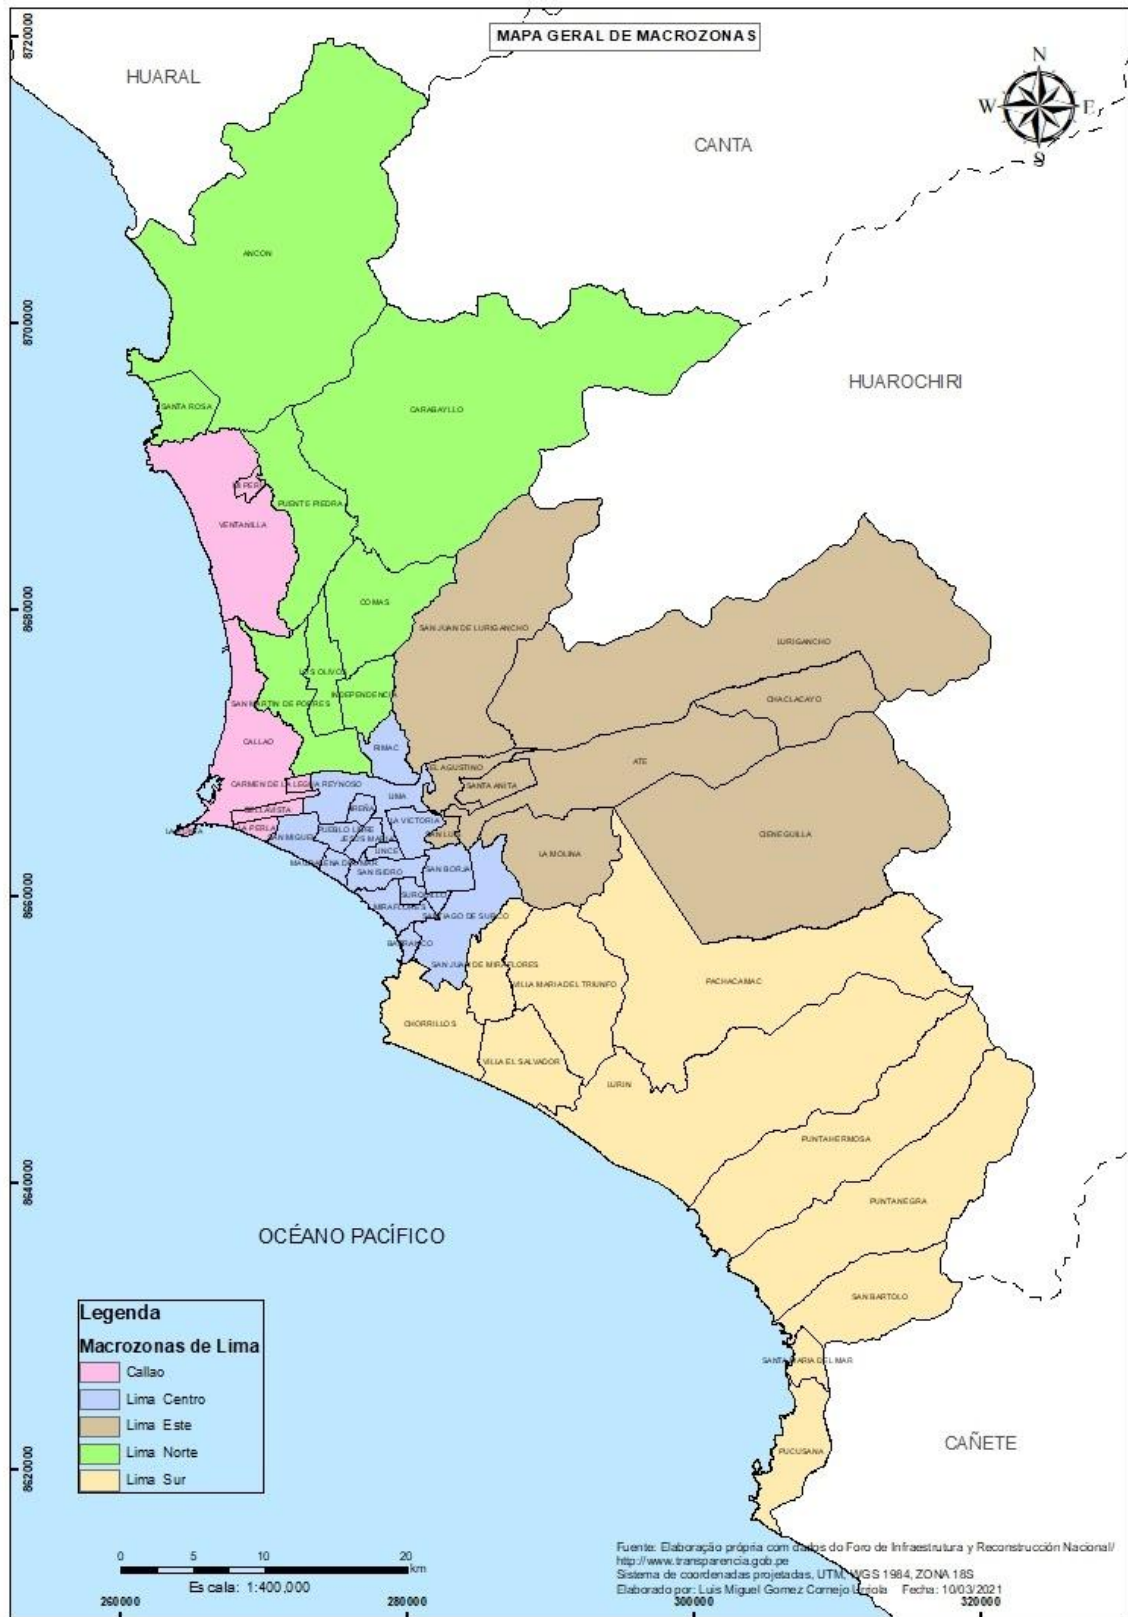 MAPA GERAL DE MACROZONAS
8720000
HUARAL
N
W
E
S
CANTA
ANCON
8700000
HUAROCHIRI
SANTA ROSA
CARABAYLLO
MI PERU
PUENTE PIEDRA
VENTANILLA
8680000
COMAS
SAN JUAN DE LURIGANCHO
LURIGANCHO
LOS OLIVOS
INDEPENDENCIA
CHACLACAYO
SAN MARTIN DE PORRES
CALLAO
RIMAC
ATE
EL AGUSTINO
CARMEN DE LA LEGUA REYNOSO
SANTA ANITA
LIMA
BELLAVISTA
BREÑA
LA VICTORIA
LA PUNTA
LA PERLA
PUEBLO LIBRE
SAN MIGUEL
JESUS MARIA
SAN LUIS
CIENEGUILLA
LINCE
LA MOLINA
MAGDALENA DEL MAR
SAN ISIDRO
SAN BORJA
8660000
SURQUILLO
MIRAFLORES
SANTIAGO DE SURCO
BARRANCO
SAN JUAN DE MIRAFLORES
VILLA MARIA DEL TRIUNFO
PACHACAMAC
CHORRILLOS
VILLA EL SALVADOR
LURIN
PUNTA HERMOSA
8640000
PUNTA NEGRA
OCÉANO PACÍFICO
SAN BARTOLO
SANTA MARIA DEL MAR
CAÑETE
PUCUSANA
8620000
Legenda
Macrozonas de Lima
Callao
Lima Centro
Lima Este
Lima Norte
Lima Sur
0 5 10 20
km
Escala: 1:400,000
Fuente: Elaboração própria com dados do Foro de Infraestrutura y Reconstrucción Nacional/
http://www.transparencia.gob.pe
Sistema de coordenadas projetadas, UTM, WGS 1984, ZONA 18S
Elaborado por: Luis Miguel Gomez Cornejo Urriola Fecha: 10/03/2021
260000 280000 300000 320000